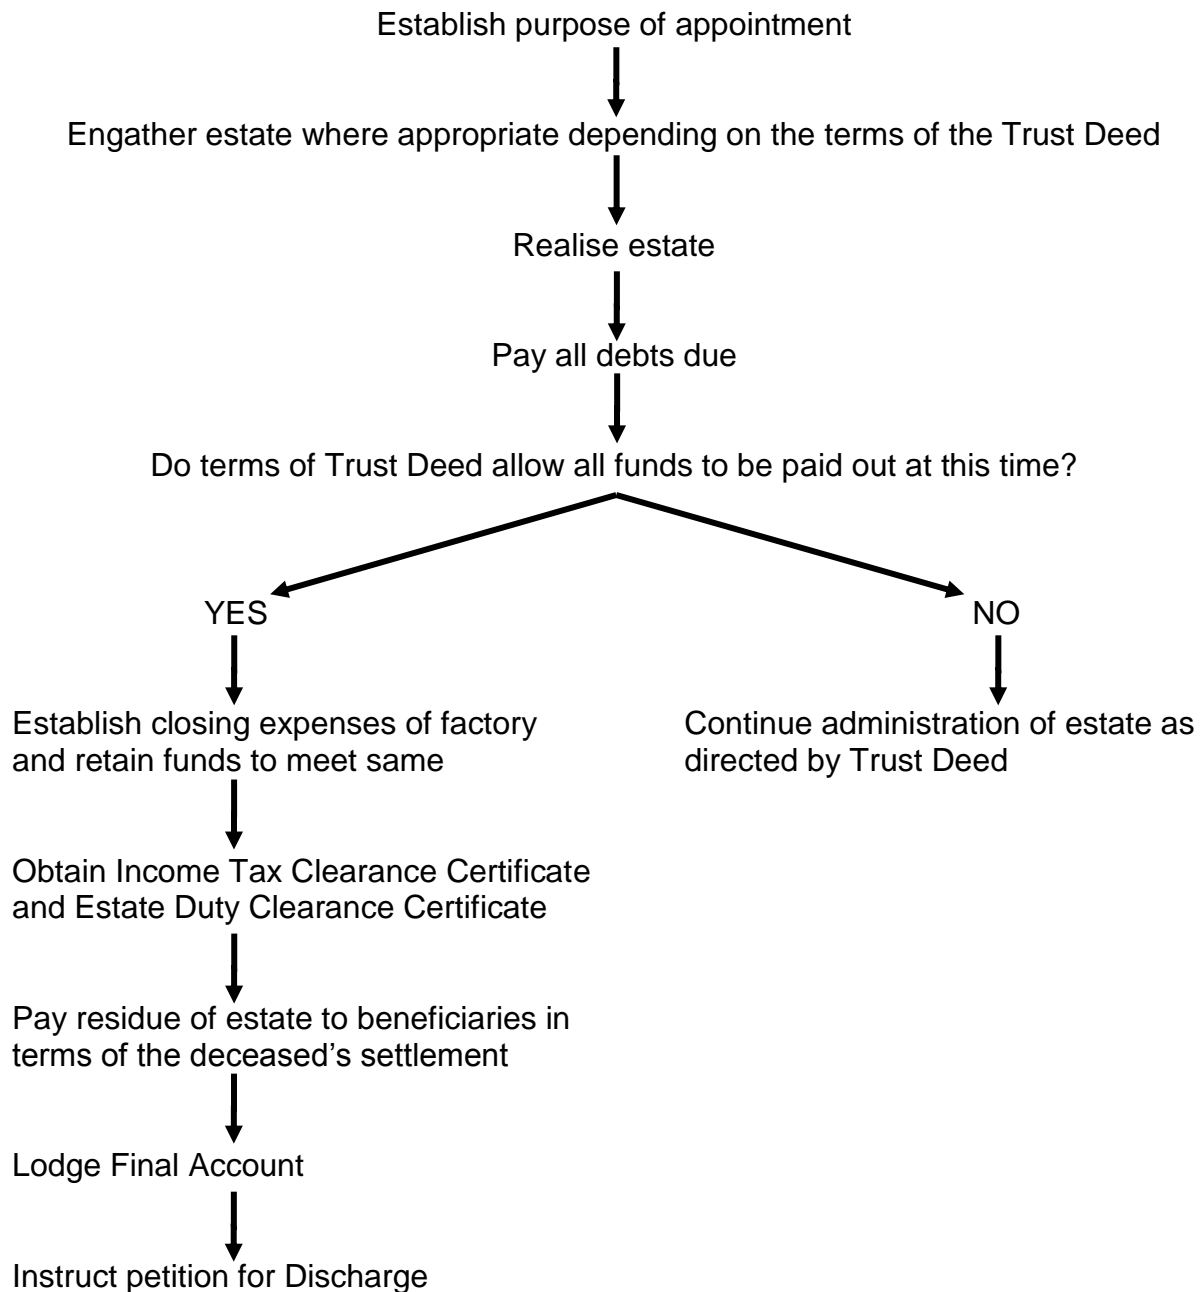 Establish purpose of appointment
Engather estate where appropriate depending on the terms of the Trust Deed
Realise estate
Pay all debts due
Do terms of Trust Deed allow all funds to be paid out at this time?
YES
NO
Establish closing expenses of factory
and retain funds to meet same
Continue administration of estate as
directed by Trust Deed
Obtain Income Tax Clearance Certificate
and Estate Duty Clearance Certificate
Pay residue of estate to beneficiaries in
terms of the deceased’s settlement
Lodge Final Account
Instruct petition for Discharge